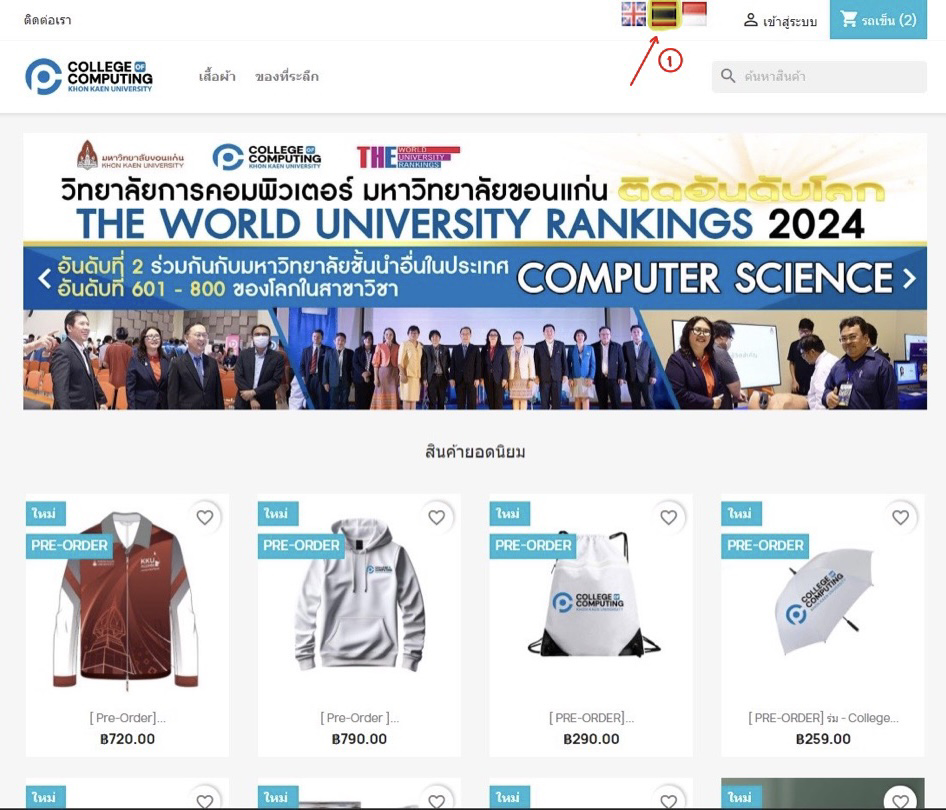 ติดต่อเรา
เข้าสู่ระบบ
รถเข็น (2)
1
COLLEGE OF
COMPUTING
KHON KAEN UNIVERSITY
เสื้อผ้า
ของที่ระลึก
ค้นหาสินค้า
มหาวิทยาลัยขอนแก่น
KHON KAEN UNIVERSITY
COLLEGE OF
COMPUTING
KHON KAEN UNIVERSITY
THE WORLD
UNIVERSITY
RANKINGS
วิทยาลัยการคอมพิวเตอร์ มหาวิทยาลัยขอนแก่น ติดอันดับโลก
THE WORLD UNIVERSITY RANKINGS 2024
อันดับที่ 2 ร่วมกันกับมหาวิทยาลัยชั้นนำอื่นในประเทศ
อันดับที่ 601 - 800 ของโลกในสาขาวิชา
COMPUTER SCIENCE
สินค้ายอดนิยม
ใหม่
PRE-ORDER
KKU
[ Pre-Order]...
฿720.00
ใหม่
PRE-ORDER
[ Pre-Order ]...
฿790.00
ใหม่
PRE-ORDER
COLLEGE OF
COMPUTING
KHON KAEN UNIVERSITY
[ PRE-ORDER]...
฿290.00
ใหม่
PRE-ORDER
COLLEGE OF
COMPUTING
[ PRE-ORDER] ร่ม - College...
฿259.00
ใหม่
ใหม่
ใหม่
ใหม่